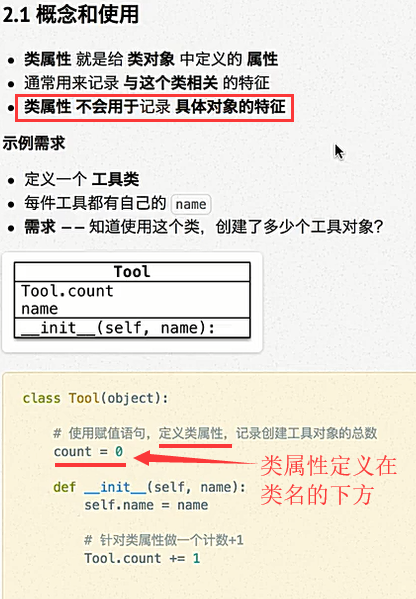 2.1 概念和使用
类属性 就是给 类对象 中定义的 属性
通常用来记录 与这个类相关 的特征
类属性 不会用于记录 具体对象的特征
示例需求
定义一个 工具类
每件工具都有自己的 name
需求 —— 知道使用这个类，创建了多少个工具对象？
Tool
Tool.count
name
__init__(self, name):
class Tool(object):
# 使用赋值语句，定义类属性，记录创建工具对象的总数
count = 0
类属性定义在
类名的下方
def __init__(self, name):
self.name = name
# 针对类属性做一个计数+1
Tool.count += 1